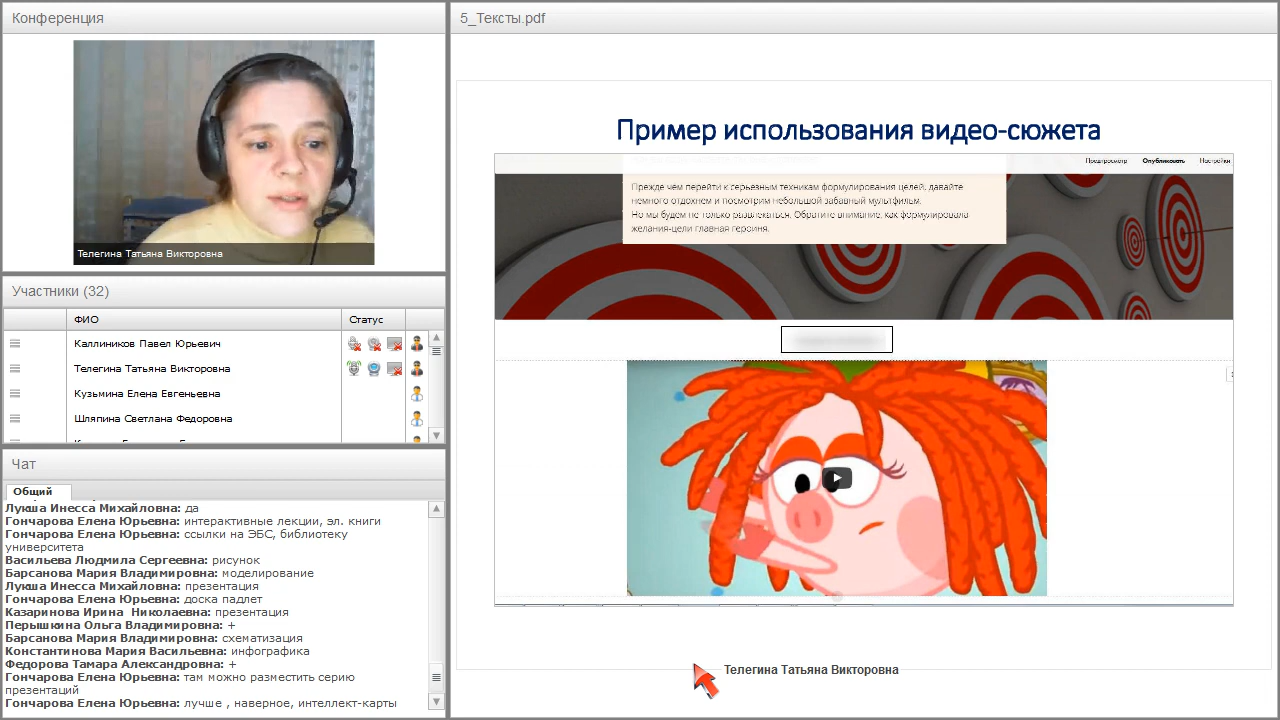 Конференция
Телегина Татьяна Викторовна
Участники (32)
ФИО Статус
Каллиников Павел Юрьевич
Телегина Татьяна Викторовна
Кузьмина Елена Евгеньевна
Шляпина Светлана Федоровна
Чат
Общий
Лукша Инесса Михайловна: да
Гончарова Елена Юрьевна: интерактивные лекции, эл. книги
Гончарова Елена Юрьевна: ссылки на ЭБС, библиотеку
университета
Васильева Людмила Сергеевна: рисунок
Барсанова Мария Владимировна: моделирование
Лукша Инесса Михайловна: презентация
Гончарова Елена Юрьевна: доска падлет
Казаринова Ирина Николаевна: презентация
Перышкина Ольга Владимировна: +
Барсанова Мария Владимировна: схематизация
Константинова Мария Васильевна: инфографика
Федорова Тамара Александровна: +
Гончарова Елена Юрьевна: там можно разместить серию
презентаций
Гончарова Елена Юрьевна: лучше , наверное, интеллект-карты
5_Тексты.pdf
Пример использования видео-сюжета
Предпросмотр Опубликовать Настройки
Прежде чем перейти к серьезным техникам формулирования целей, давайте
немного отдохнем и посмотрим небольшой забавный мультфильм.
Но мы будем не только развлекаться. Обратите внимание, как формулировала
желания-цели главная героиня.
Телегина Татьяна Викторовна